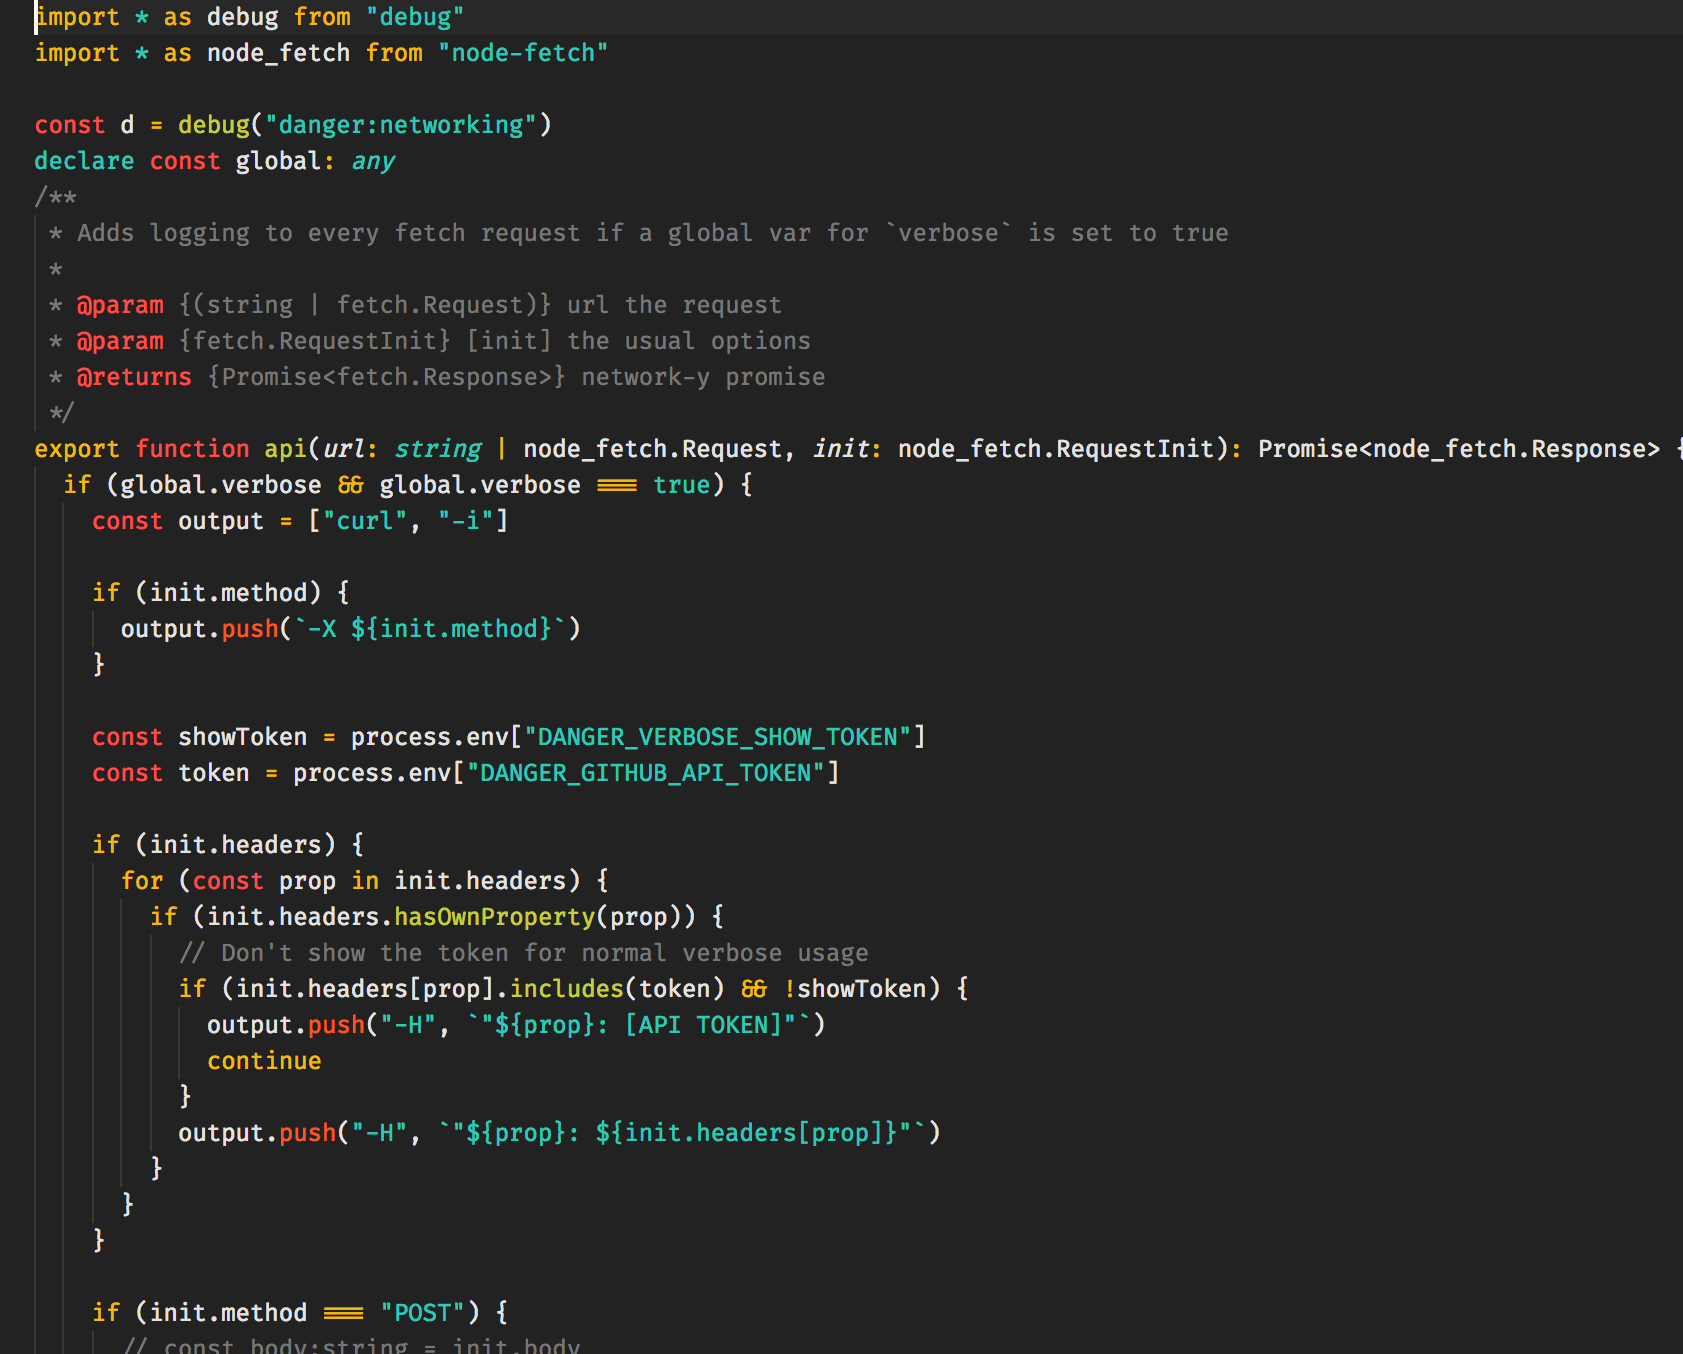 import * as debug from "debug"
import * as node_fetch from "node-fetch"

const d = debug("danger:networking")
declare const global: any
/**
 * Adds logging to every fetch request if a global var for `verbose` is set to true
 *
 * @param {(string | fetch.Request)} url the request
 * @param {fetch.RequestInit} [init] the usual options
 * @returns {Promise<fetch.Response>} network-y promise
 */
export function api(url: string | node_fetch.Request, init: node_fetch.RequestInit): Promise<node_fetch.Response> {
  if (global.verbose && global.verbose === true) {
    const output = ["curl", "-i"]

    if (init.method) {
      output.push(`-X ${init.method}`)
    }

    const showToken = process.env["DANGER_VERBOSE_SHOW_TOKEN"]
    const token = process.env["DANGER_GITHUB_API_TOKEN"]

    if (init.headers) {
      for (const prop in init.headers) {
        if (init.headers.hasOwnProperty(prop)) {
          // Don't show the token for normal verbose usage
          if (init.headers[prop].includes(token) && !showToken) {
            output.push("-H", `"${prop}: [API TOKEN]"`)
            continue
          }
          output.push("-H", `"${prop}: ${init.headers[prop]}"`)
        }
      }
    }

    if (init.method === "POST") {
      // const body:string = init.body